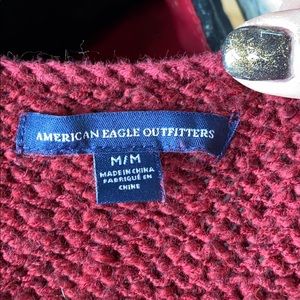 AMERICAN EAGLE OUTFITTERS
M/M
MADE IN CHINA
FABRIQUÉ EN
CHINE